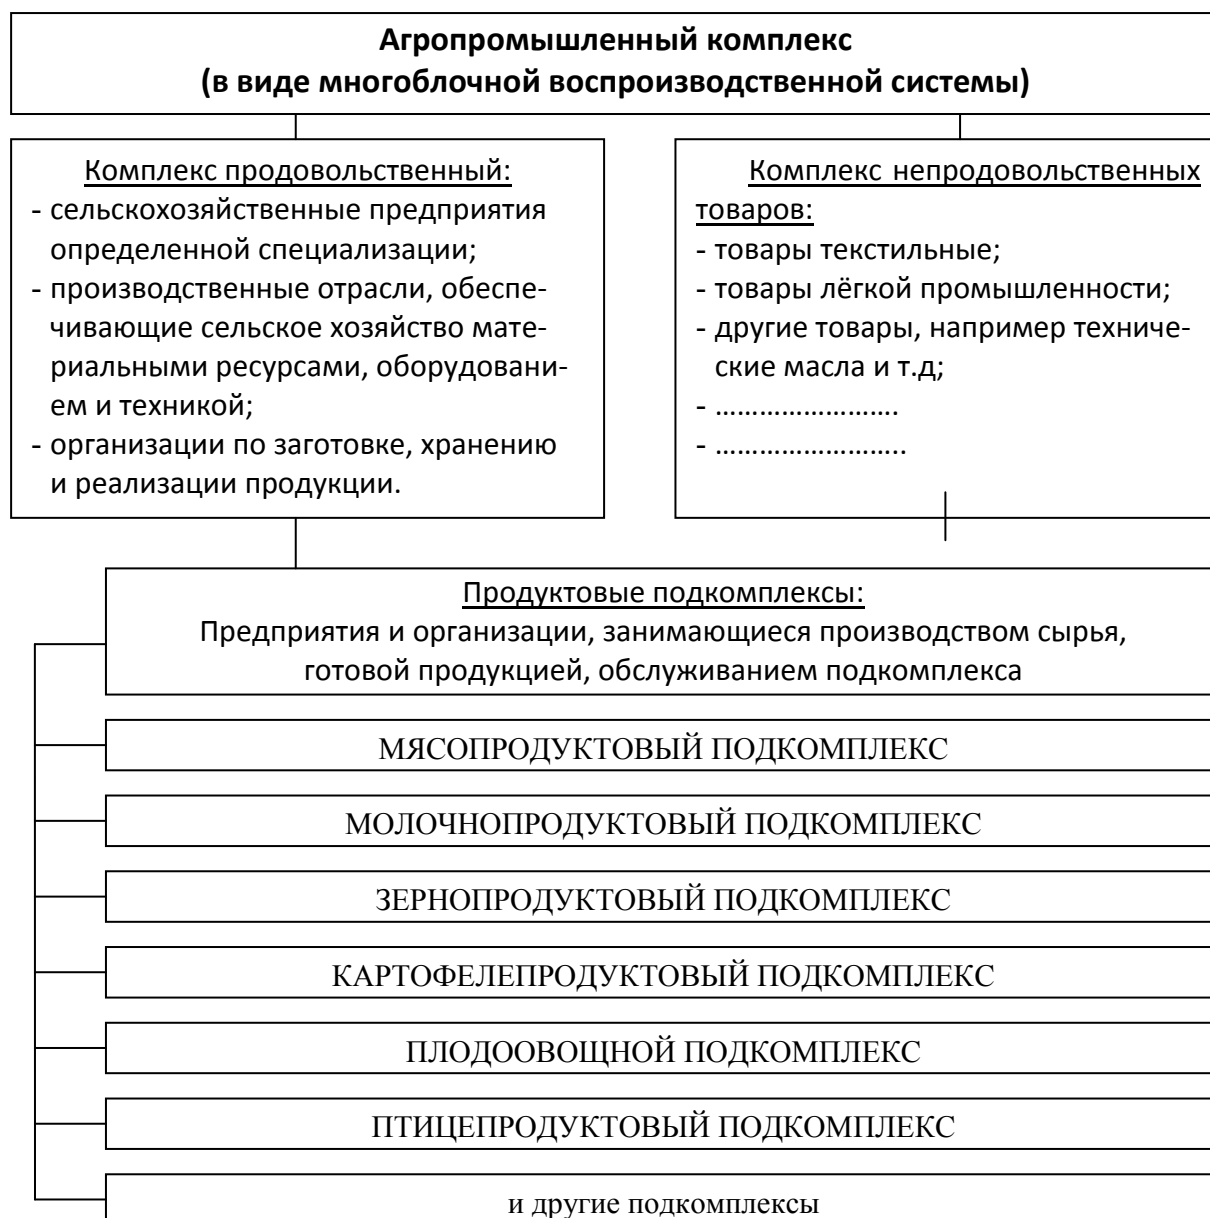 Агропромышленный комплекс
(в виде многоблочной воспроизводственной системы)
Комплекс продовольственный:
- сельскохозяйственные предприятия
определенной специализации;
- производственные отрасли, обеспе-
чивающие сельское хозяйство мате-
риальными ресурсами, оборудовани-
ем и техникой;
- организации по заготовке, хранению
и реализации продукции.
Комплекс непродовольственных
товаров:
- товары текстильные;
- товары лёгкой промышленности;
- другие товары, например техниче-
ские масла и т.д;
- …………………….
- ……………………..
Продуктовые подкомплексы:
Предприятия и организации, занимающиеся производством сырья,
готовой продукцией, обслуживанием подкомплекса
МЯСОПРОДУКТОВЫЙ ПОДКОМПЛЕКС
МОЛОЧНОПРОДУКТОВЫЙ ПОДКОМПЛЕКС
ЗЕРНОПРОДУКТОВЫЙ ПОДКОМПЛЕКС
КАРТОФЕЛЕПРОДУКТОВЫЙ ПОДКОМПЛЕКС
ПЛОДООВОЩНОЙ ПОДКОМПЛЕКС
ПТИЦЕПРОДУКТОВЫЙ ПОДКОМПЛЕКС
и другие подкомплексы